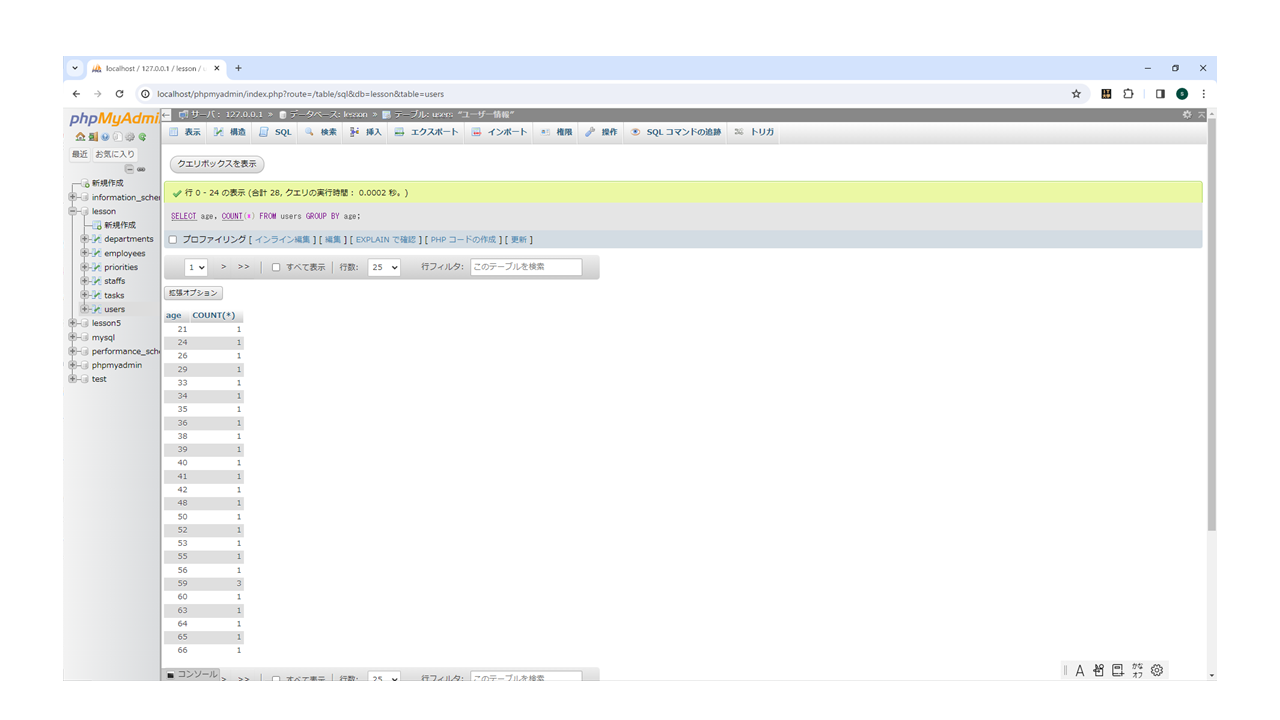 localhost / 127.0.0.1 / lesson /
localhost/phpmyadmin/index.php?route=/table/sql&db=lesson&table=users
phpMyAdmi
最近 お気に入り
新規作成
information_sche
lesson
新規作成
departments
employees
priorities
staffs
tasks
users
lesson5
mysql
performance_sch
phpmyadmin
test
サーバ: 127.0.0.1 » データベース: lesson » テーブル: users "ユーザー情報"
表示 構造 SQL 検索 挿入 エクスポート インポート 権限 操作 SQL コマンドの追跡 トリガ
クエリボックスを表示
行 0 - 24 の表示 (合計 28, クエリの実行時間: 0.0002 秒。)
SELECT age, COUNT(*) FROM users GROUP BY age;
プロファイリング [ インライン編集 ] [ 編集 ] [ EXPLAIN で確認 ] [ PHP コードの作成 ] [ 更新 ]
1 > >> すべて表示 行数: 25 行フィルタ: このテーブルを検索
拡張オプション
age COUNT(*)
21 1
24 1
26 1
29 1
33 1
34 1
35 1
36 1
38 1
39 1
40 1
41 1
42 1
48 1
50 1
52 1
53 1
55 1
56 1
59 3
60 1
63 1
64 1
65 1
66 1
コンソール > >> すべて表示 行数: 25 行フィルタ: このテーブルを検索
A かな オフ